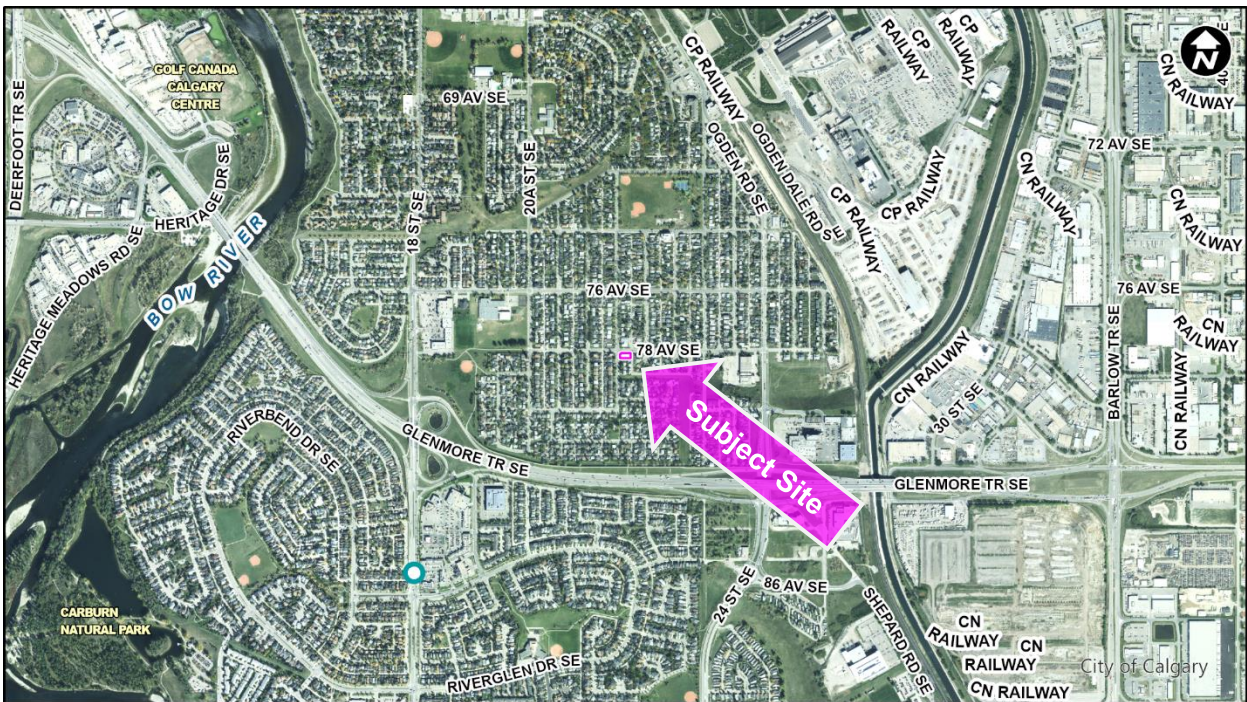 CP RAILWAY
CP
RAILWAY
CP
RAILWAY
N
CN RAILWAY
GOLF CANADA
CALGARY
CENTRE
DEERFOOT TR SE
69 AV SE
20A ST SE
OGDEN RD SE
OGDEN DALE RD SE
72 AV SE
HERITAGE DR SE
18 ST SE
CP RAILWAY
CP RAILWAY
CN RAILWAY
CN RAILWAY
HERITAGE MEADOWS RD SE
BOW RIVER
76 AV SE
76 AV SE
CN
RAILWAY
78 AV SE
CN RAILWAY
BARLOW TR SE
CN RAILWAY
30 ST SE
Subject Site
RIVERBEND DR SE
GLENMORE TR SE
GLENMORE TR SE
24 ST SE
86 AV SE
SHEPARD RD SE
CARBURN
NATURAL PARK
RIVERGLEN DR SE
CN
RAILWAY
CN
RAILWAY
CN RAILWAY
City of Calgary